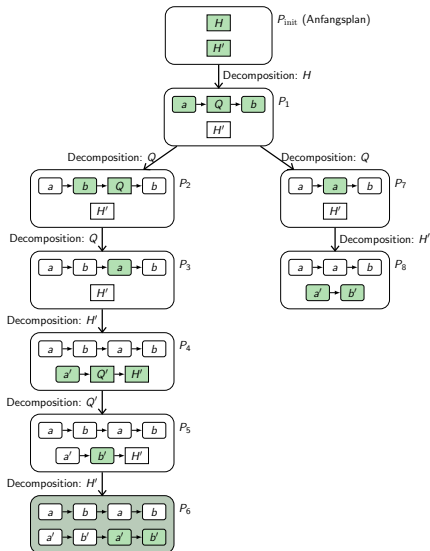 H
P_init (Anfangsplan)
H′
Decomposition: H
a Q b
P_1
H′
Decomposition: Q
Decomposition: Q
a b Q b
P_2
H′
a a b
P_7
H′
Decomposition: Q
Decomposition: H′
a b a b
P_3
H′
a a b
P_8
a′ b′
Decomposition: H′
a b a b
P_4
a′ Q′ H′
Decomposition: Q′
a b a b
P_5
a′ b′ H′
Decomposition: H′
a b a b
P_6
a′ b′ a′ b′